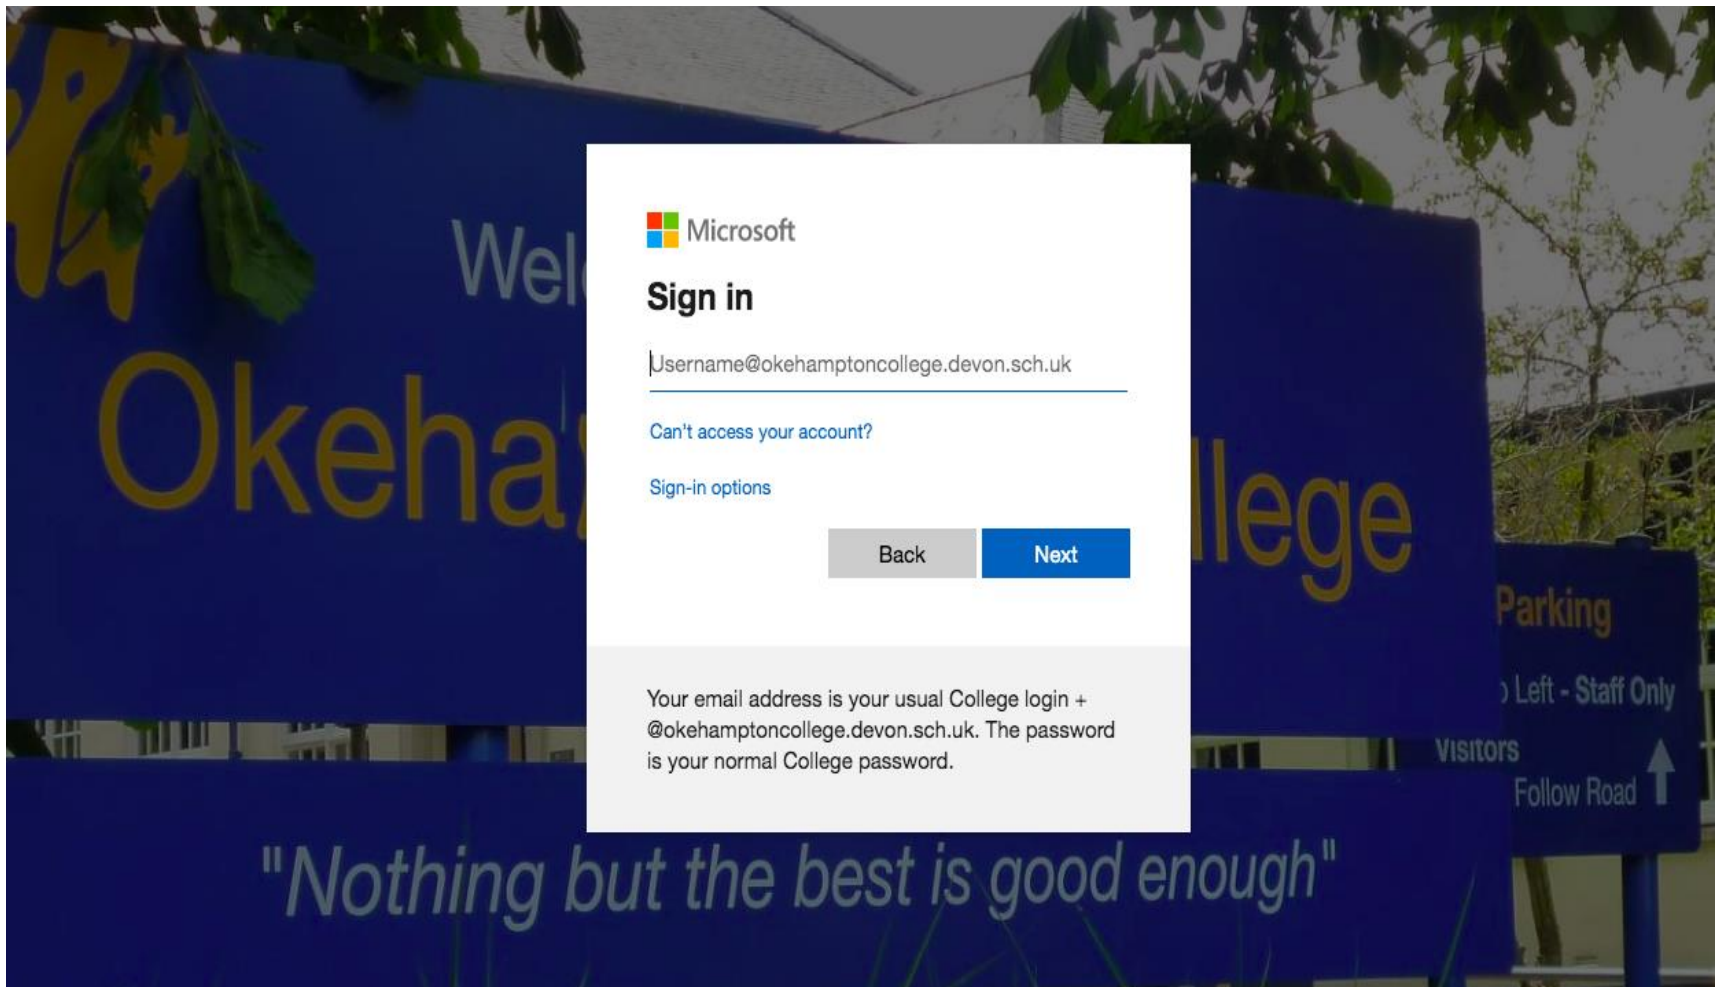 Wel
Okeha
llege
Microsoft
Sign in
Username@okehamptoncollege.devon.sch.uk
Can't access your account?
Sign-in options
Back
Next
Your email address is your usual College login +
@okehamptoncollege.devon.sch.uk. The password
is your normal College password.
Parking
Left - Staff Only
Visitors
Follow Road
"Nothing but the best is good enough"